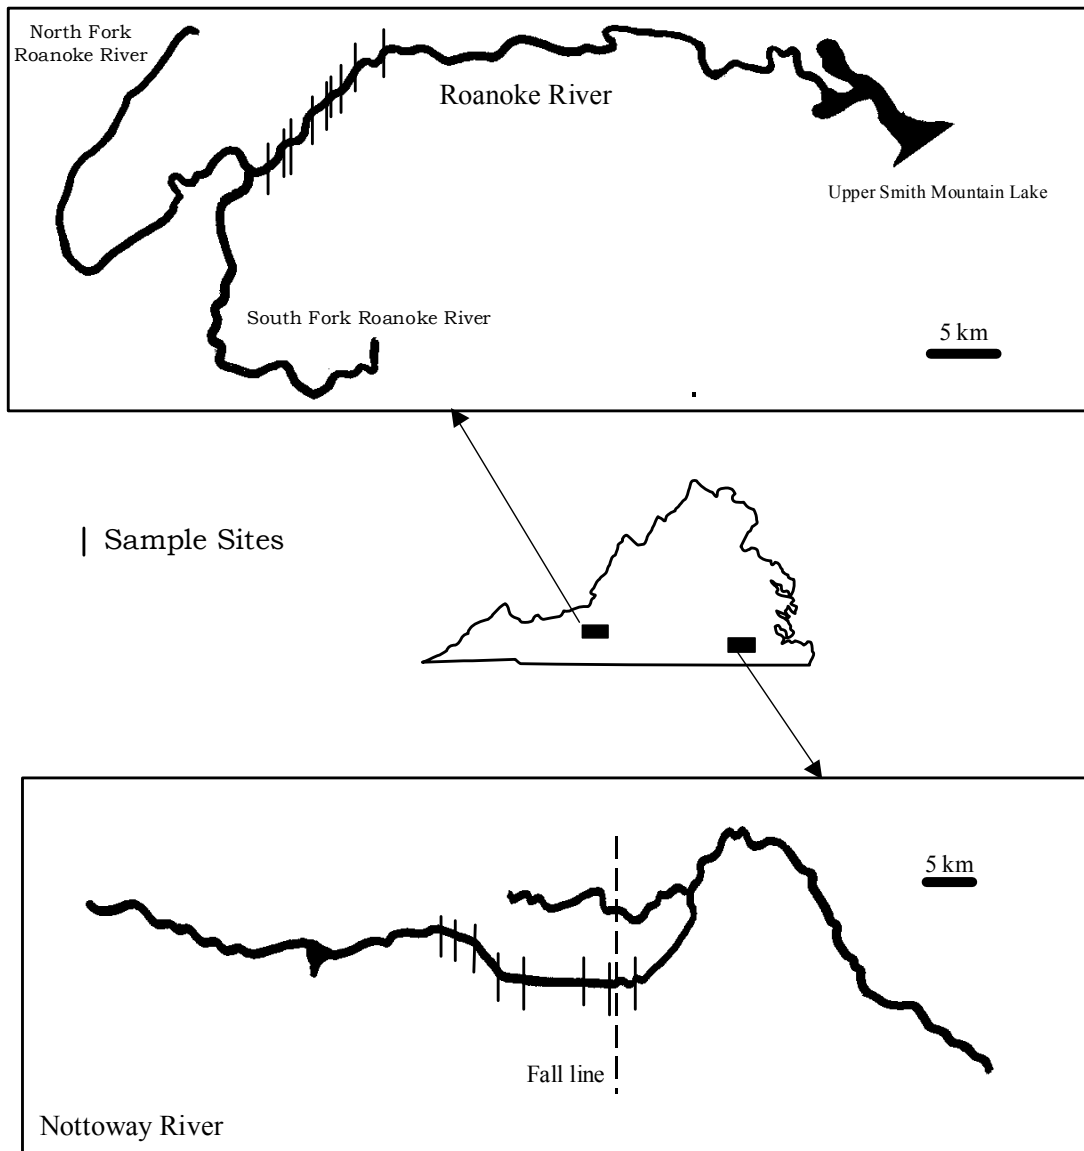 North Fork
Roanoke River
Roanoke River
Upper Smith Mountain Lake
South Fork Roanoke River
5 km
Sample Sites
5 km
Fall line
Nottoway River